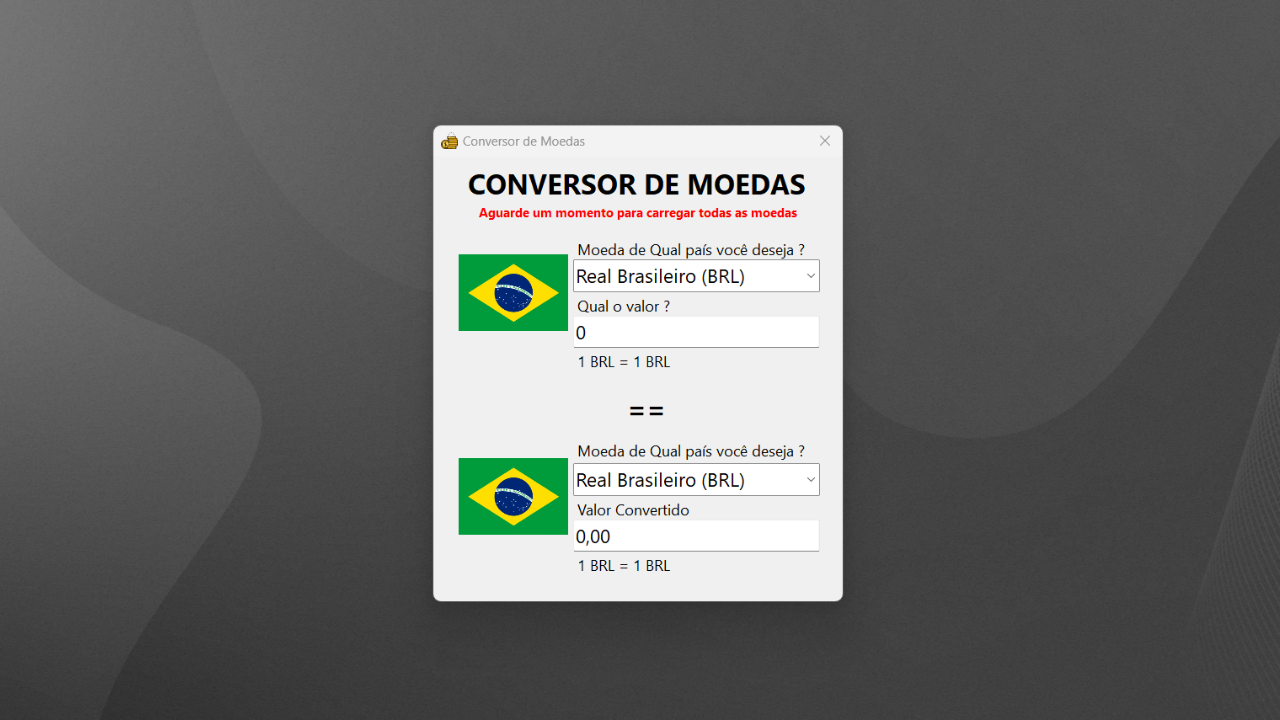 Conversor de Moedas
CONVERSOR DE MOEDAS
Aguarde um momento para carregar todas as moedas
Moeda de Qual país você deseja ?
Real Brasileiro (BRL)
Qual o valor ?
0
1 BRL = 1 BRL
==
Moeda de Qual país você deseja ?
Real Brasileiro (BRL)
Valor Convertido
0,00
1 BRL = 1 BRL